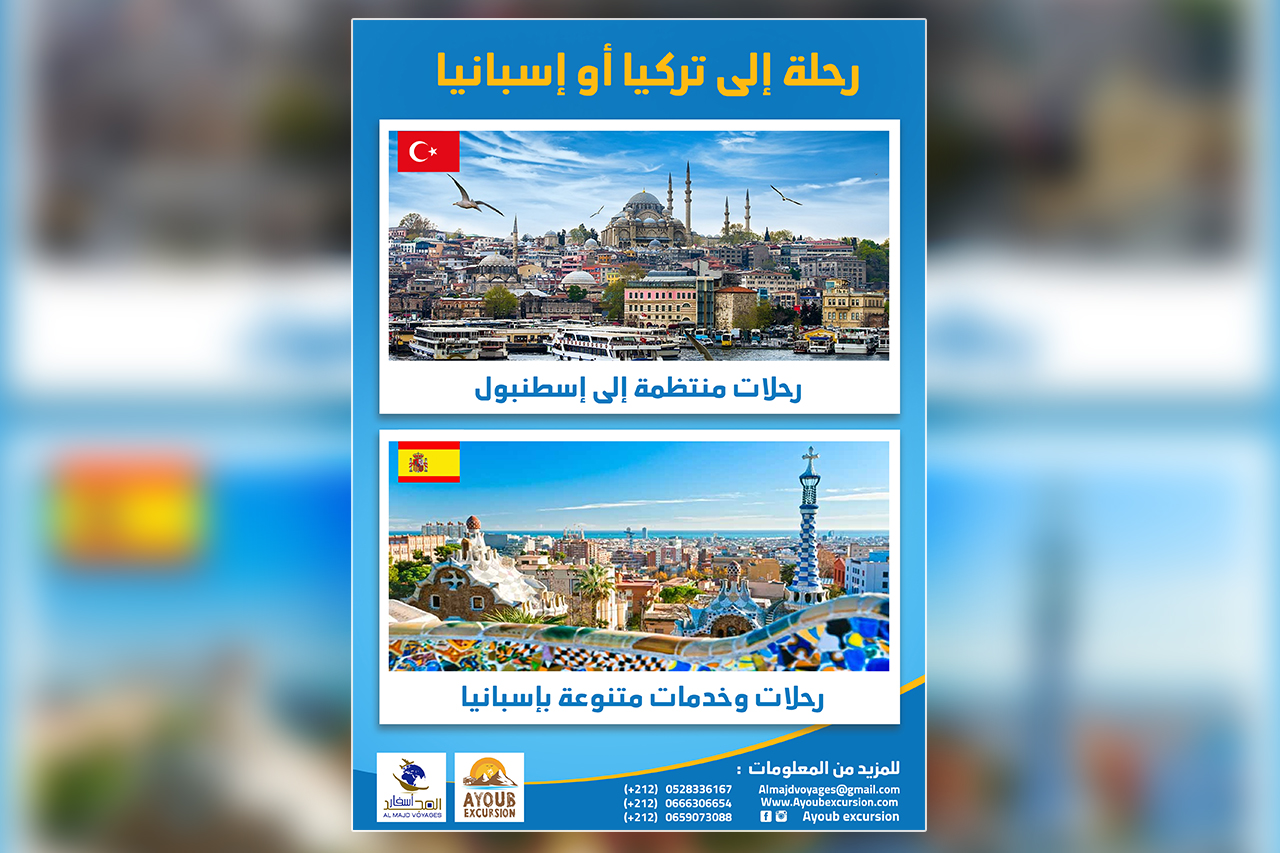 رحلة إلى تركيا أو إسبانيا
رحلات منتظمة إلى إسطنبول
رحلات وخدمات متنوعة بإسبانيا
للمزيد من المعلومات :
(+212) 0528336167
Almajdvoyages@gmail.com
(+212) 0666306654
Www.Ayoubexcursion.com
(+212) 0659073088
Ayoub excursion
المجد أسفار
AL MAJD VOYAGES
AYOUB
EXCURSION